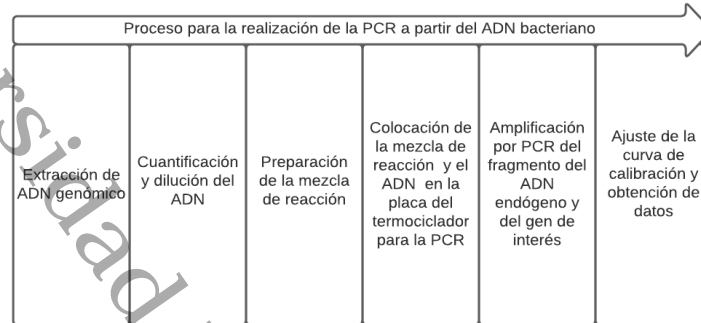 Proceso para la realización de la PCR a partir del ADN bacteriano
Extracción de
ADN genómico
Cuantificación
y dilución del
ADN
Preparación
de la mezcla
de reacción
Colocación de
la mezcla de
reacción y el
ADN en la
placa del
termociclador
para la PCR
Amplificación
por PCR del
fragmento del
ADN
endógeno y
del gen de
interés
Ajuste de la
curva de
calibración y
obtención de
datos
rsidad